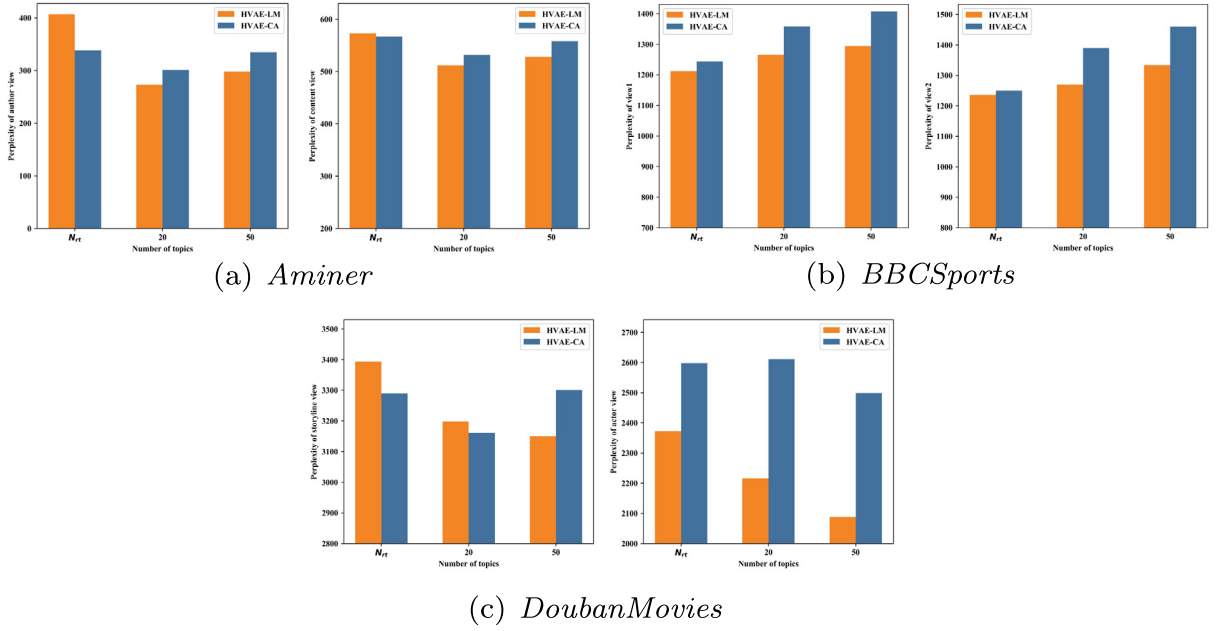 HVAE-LM
HVAE-CA
400
300
200
100
0
Perplexity of author view
N_rt 20 50
Number of topics
HVAE-LM
HVAE-CA
600
500
400
300
200
Perplexity of content view
N_rt 20 50
Number of topics
(a) Aminer
HVAE-LM
HVAE-CA
1400
1300
1200
1100
1000
900
800
700
Perplexity of view1
N_rt 20 50
Number of topics
HVAE-LM
HVAE-CA
1500
1400
1300
1200
1100
1000
900
800
Perplexity of view2
N_rt 20 50
Number of topics
(b) BBCSports
HVAE-LM
HVAE-CA
3500
3400
3300
3200
3100
3000
2900
2800
Perplexity of storyline view
N_rt 20 50
Number of topics
HVAE-LM
HVAE-CA
2700
2600
2500
2400
2300
2200
2100
2000
Perplexity of actor view
N_rt 20 50
Number of topics
(c) DoubanMovies